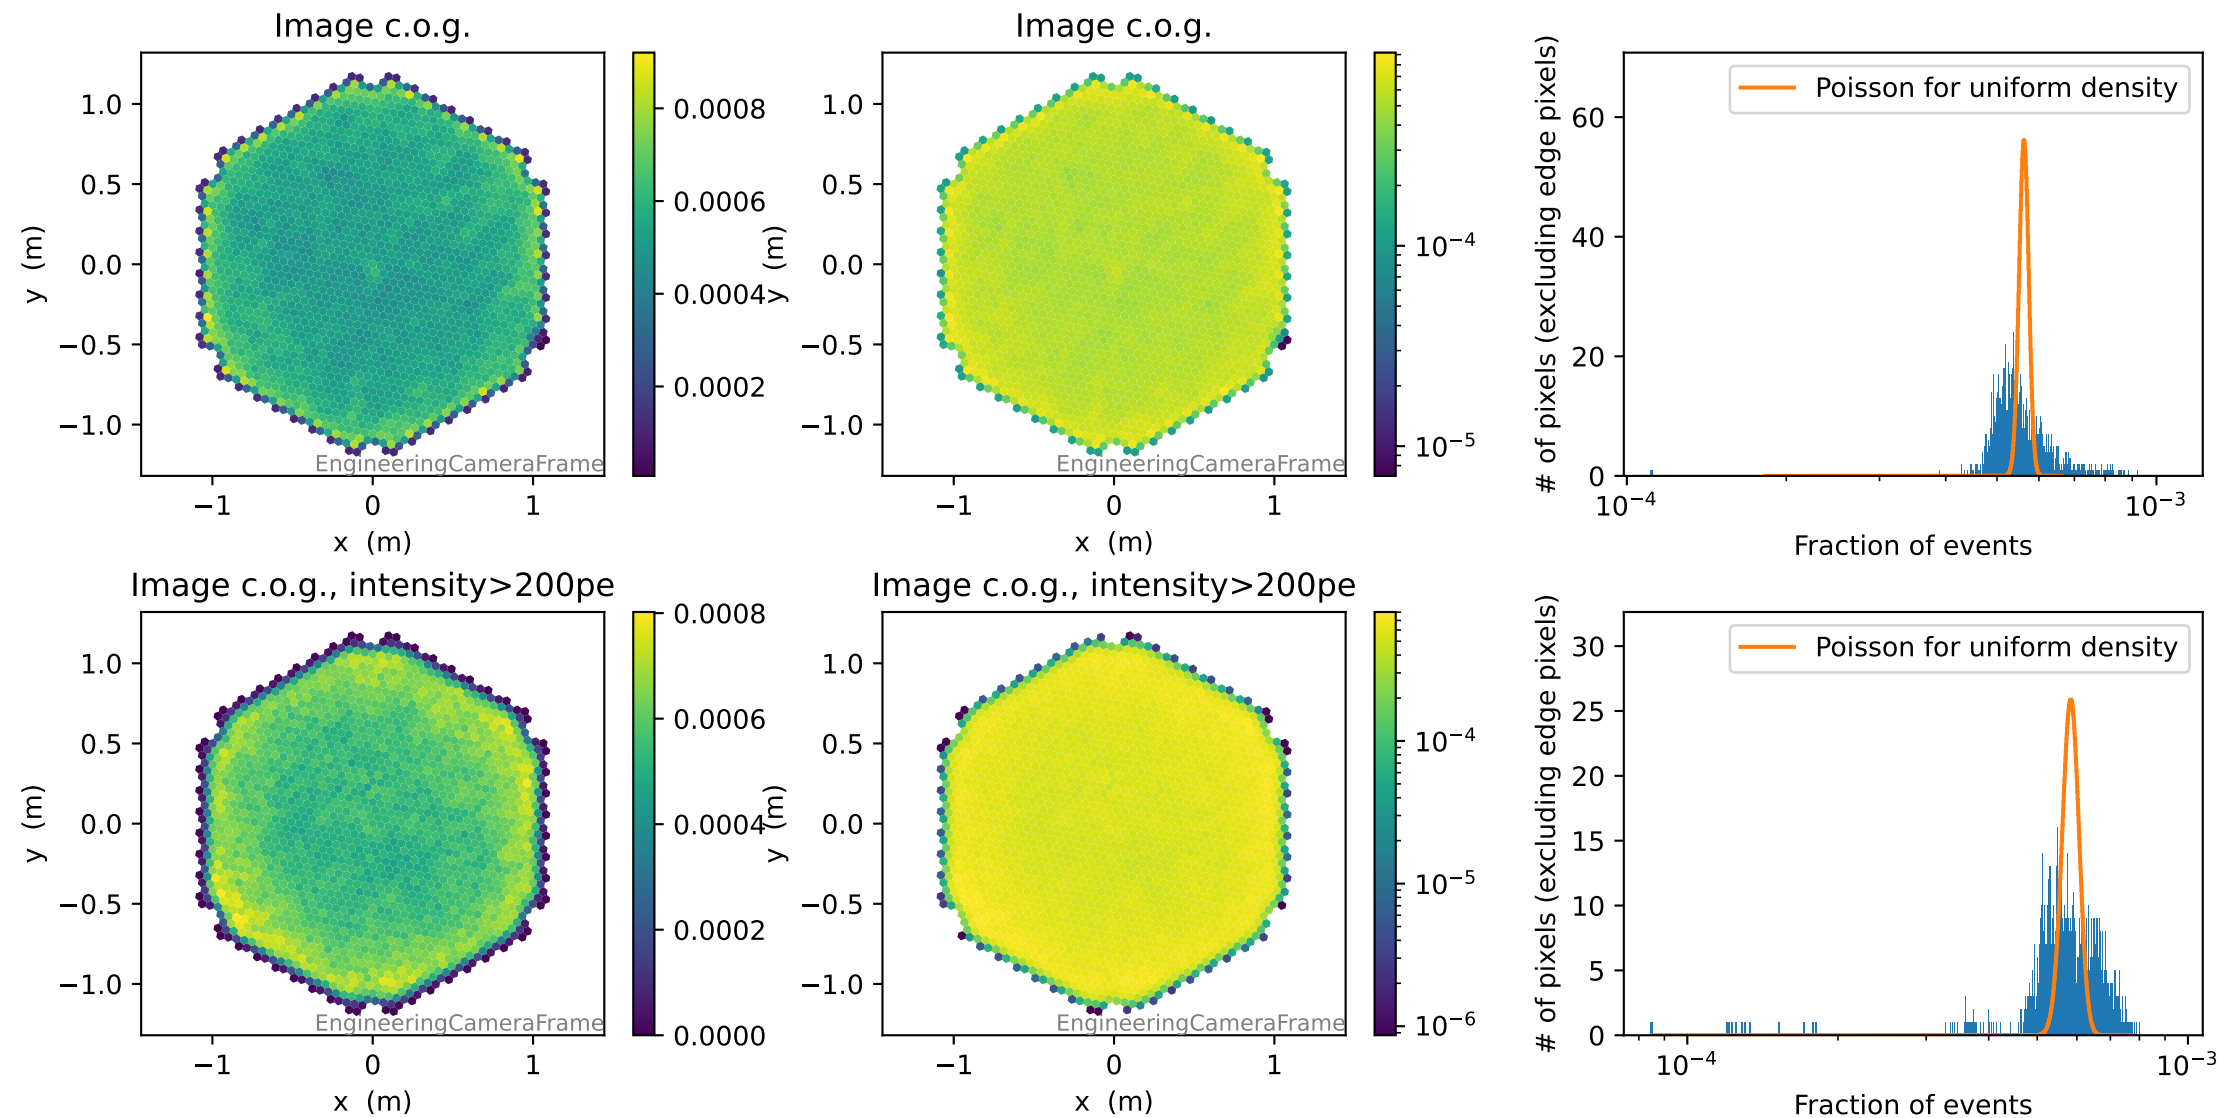 Image c.o.g.
1.0
0.5
0.0
−0.5
−1.0
y (m)
−1
0
1
x (m)
EngineeringCameraFrame
0.0008
0.0006
0.0004
0.0002
Image c.o.g.
1.0
0.5
0.0
−0.5
−1.0
y (m)
−1
0
1
x (m)
EngineeringCameraFrame
10⁻⁴
10⁻⁵
# of pixels (excluding edge pixels)
60
40
20
0
Poisson for uniform density
10⁻⁴
10⁻³
Fraction of events
Image c.o.g., intensity>200pe
1.0
0.5
0.0
−0.5
−1.0
y (m)
−1
0
1
x (m)
EngineeringCameraFrame
0.0008
0.0006
0.0004
0.0002
0.0000
Image c.o.g., intensity>200pe
1.0
0.5
0.0
−0.5
−1.0
y (m)
−1
0
1
x (m)
EngineeringCameraFrame
10⁻⁴
10⁻⁵
10⁻⁶
# of pixels (excluding edge pixels)
30
25
20
15
10
5
0
Poisson for uniform density
10⁻⁴
10⁻³
Fraction of events